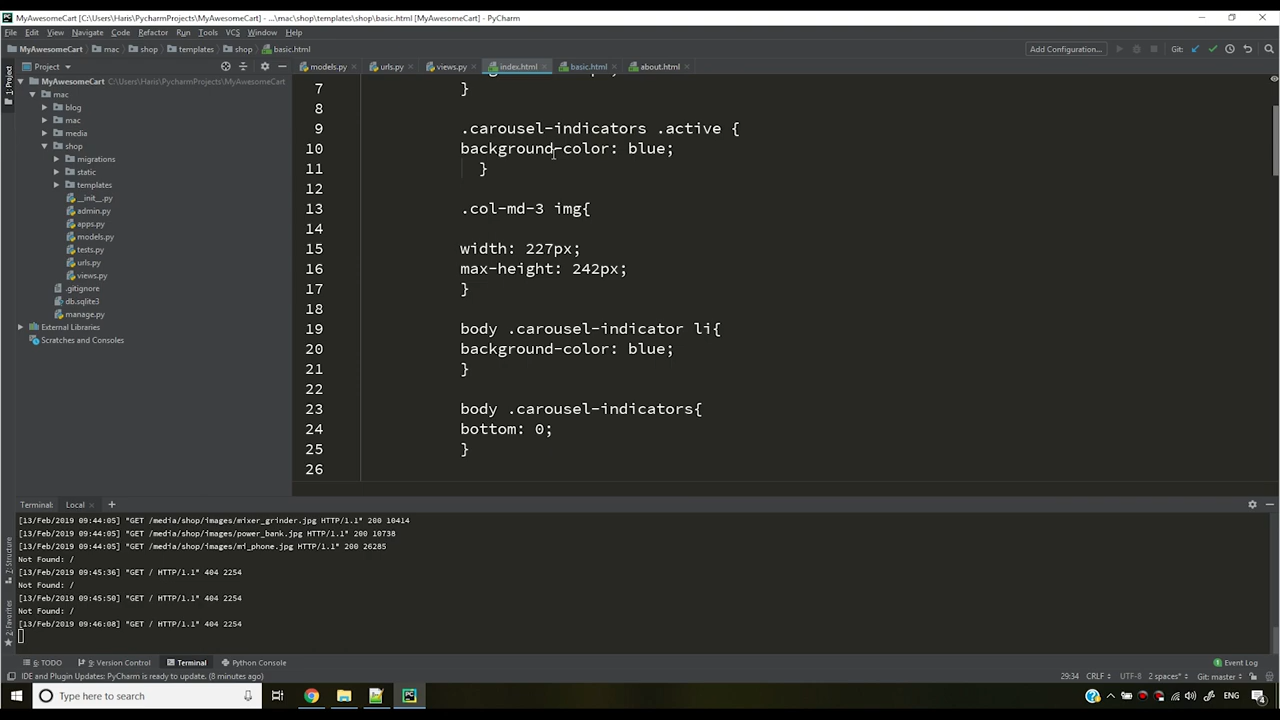 MyAwesomeCart [C:\Users\Haris\PycharmProjects\MyAwesomeCart] - ...\mac\shop\templates\shop\basic.html [MyAwesomeCart] - PyCharm
File Edit View Navigate Code Refactor Run Tools VCS Window Help
MyAwesomeCart mac shop templates shop basic.html Add Configuration... Git:
Project models.py urls.py views.py index.html basic.html about.html
MyAwesomeCart C:\Users\Haris\PycharmProjects\MyAwesomeCart
mac
blog
mac
media
shop
migrations
static
templates
__init__.py
admin.py
apps.py
models.py
tests.py
urls.py
views.py
.gitignore
db.sqlite3
manage.py
External Libraries
Scratches and Consoles
1: Project
7 }
8
9 .carousel-indicators .active {
10 background-color: blue;
11 }
12
13 .col-md-3 img{
14
15 width: 227px;
16 max-height: 242px;
17 }
18
19 body .carousel-indicator li{
20 background-color: blue;
21 }
22
23 body .carousel-indicators{
24 bottom: 0;
25 }
26
Terminal: Local
[13/Feb/2019 09:44:05] "GET /media/shop/images/mixer_grinder.jpg HTTP/1.1" 200 10414
[13/Feb/2019 09:44:05] "GET /media/shop/images/power_bank.jpg HTTP/1.1" 200 10738
[13/Feb/2019 09:44:05] "GET /media/shop/images/mi_phone.jpg HTTP/1.1" 200 26285
Not Found: /
[13/Feb/2019 09:45:36] "GET / HTTP/1.1" 404 2254
Not Found: /
[13/Feb/2019 09:45:50] "GET / HTTP/1.1" 404 2254
Not Found: /
[13/Feb/2019 09:46:08] "GET / HTTP/1.1" 404 2254
7: Structure
2: Favorites
6: TODO 9: Version Control Terminal Python Console Event Log
IDE and Plugin Updates: PyCharm is ready to update. (8 minutes ago) 29:34 CRLF UTF-8 2 spaces Git: master
Type here to search ENG